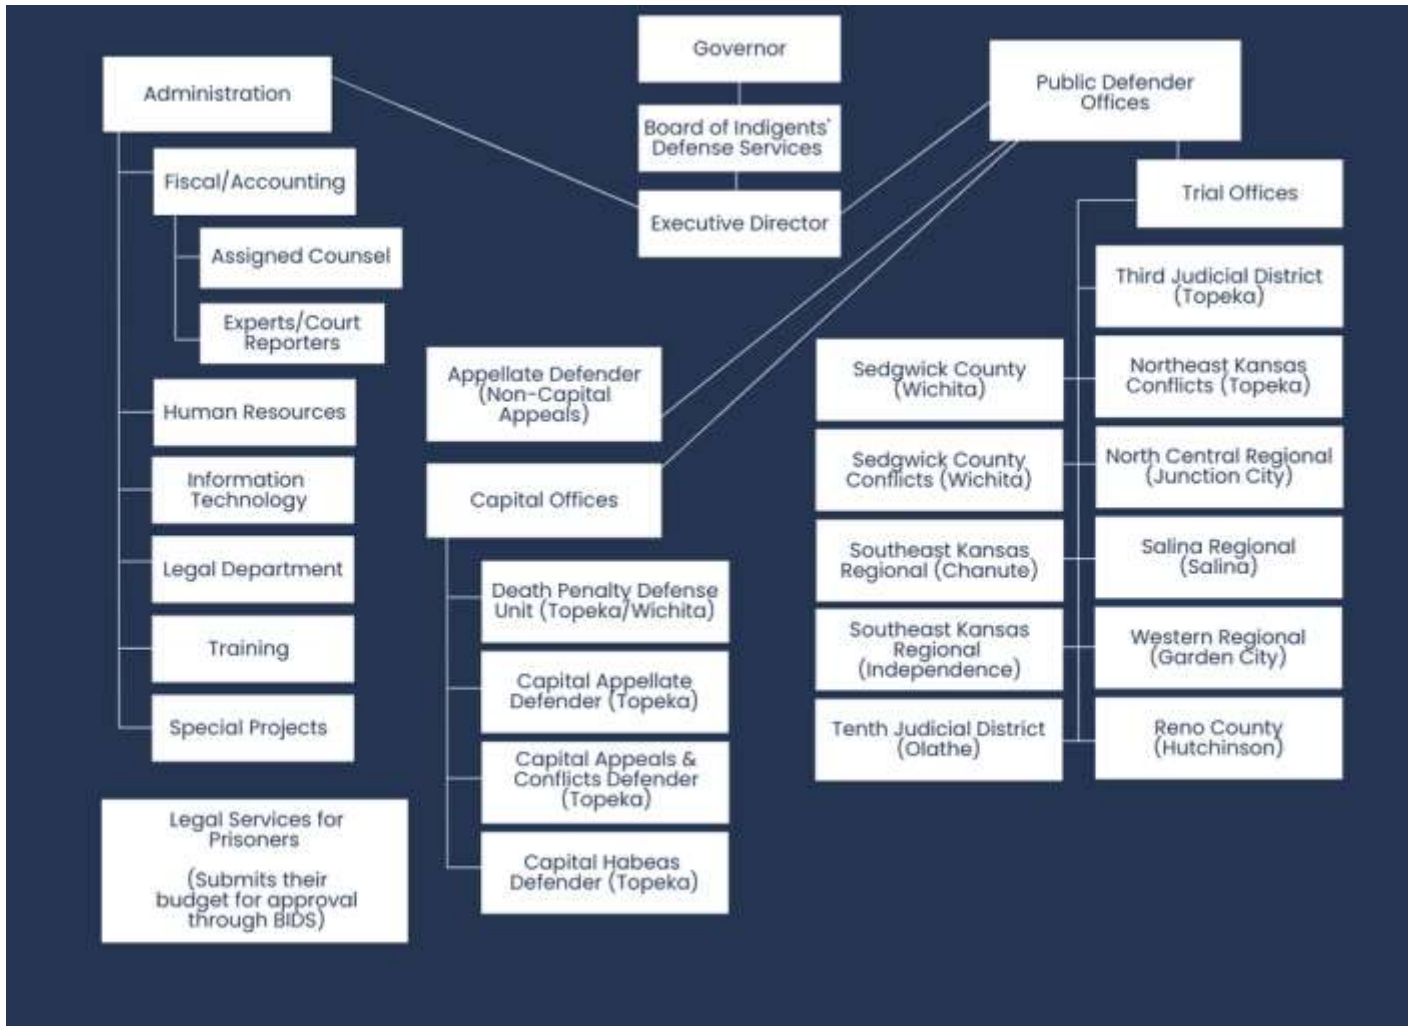 Governor
Administration
Public Defender
Offices
Board of Indigents'
Defense Services
Executive Director
Fiscal/Accounting
Assigned Counsel
Experts/Court
Reporters
Human Resources
Information
Technology
Legal Department
Training
Special Projects
Legal Services for
Prisoners
(Submits their
budget for approval
through BIDS)
Appellate Defender
(Non-Capital
Appeals)
Capital Offices
Death Penalty Defense
Unit (Topeka/Wichita)
Capital Appellate
Defender (Topeka)
Capital Appeals &
Conflicts Defender
(Topeka)
Capital Habeas
Defender (Topeka)
Trial Offices
Third Judicial District
(Topeka)
Sedgwick County
(Wichita)
Northeast Kansas
Conflicts (Topeka)
Sedgwick County
Conflicts (Wichita)
North Central Regional
(Junction City)
Southeast Kansas
Regional (Chanute)
Salina Regional
(Salina)
Southeast Kansas
Regional
(Independence)
Western Regional
(Garden City)
Tenth Judicial District
(Olathe)
Reno County
(Hutchinson)